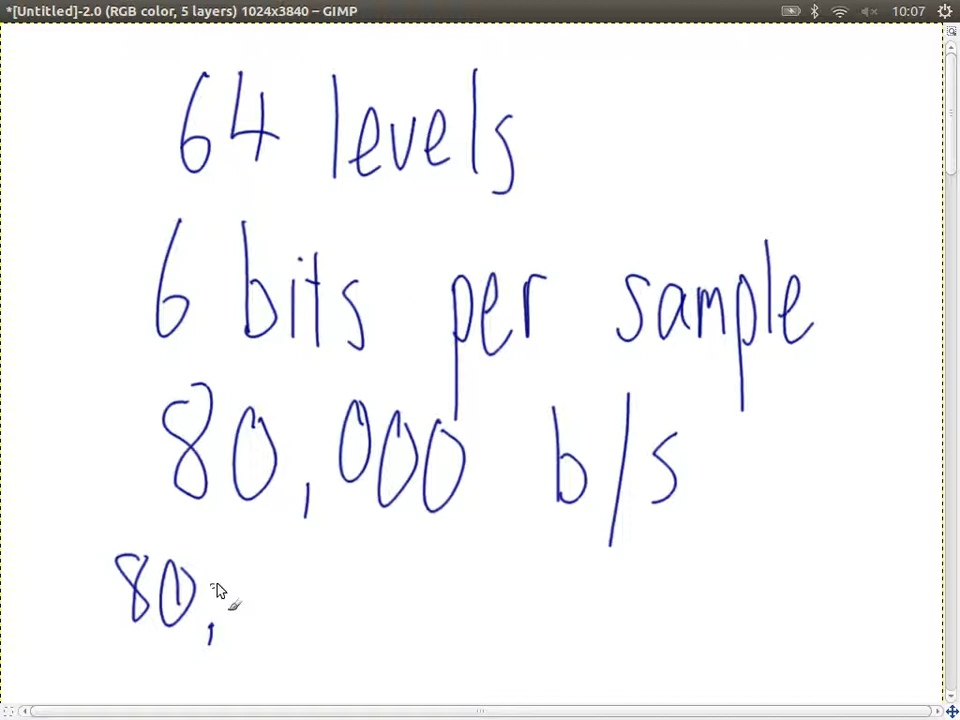 *[Untitled]-2.0 (RGB color, 5 layers) 1024x3840 – GIMP
10:07
64 levels
6 bits per sample
80,000 b/s
80,